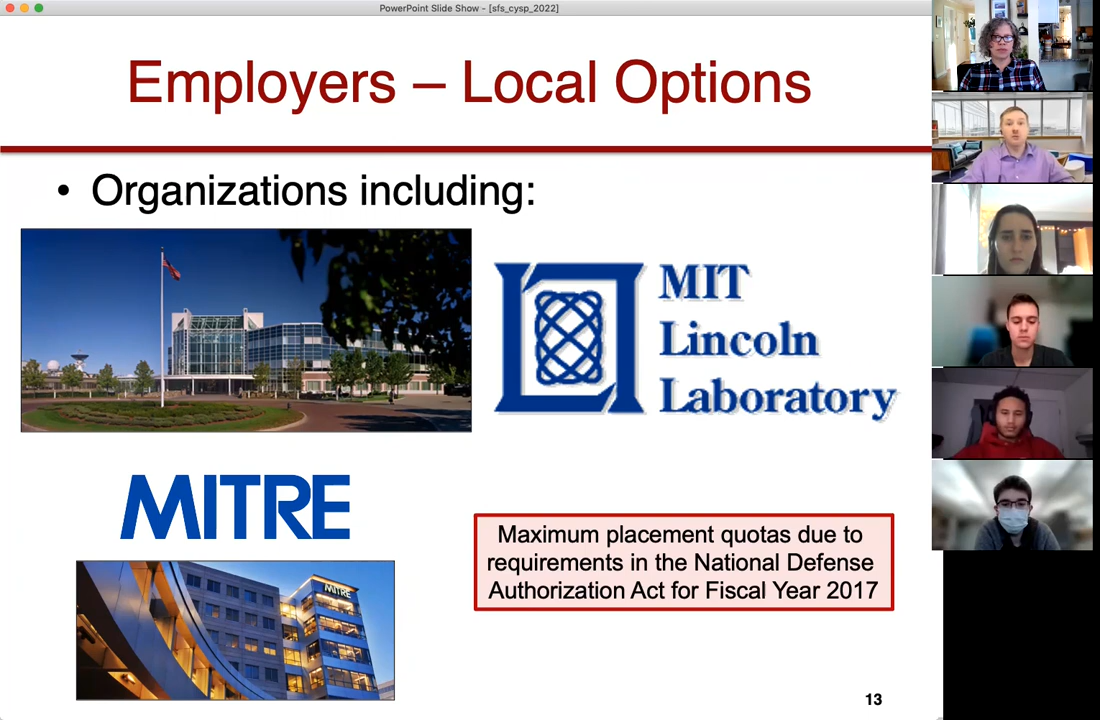 PowerPoint Slide Show - [sfs_cysp_2022]
Employers – Local Options
• Organizations including:
MIT
Lincoln
Laboratory
MITRE
MITRE
Maximum placement quotas due to
requirements in the National Defense
Authorization Act for Fiscal Year 2017
13